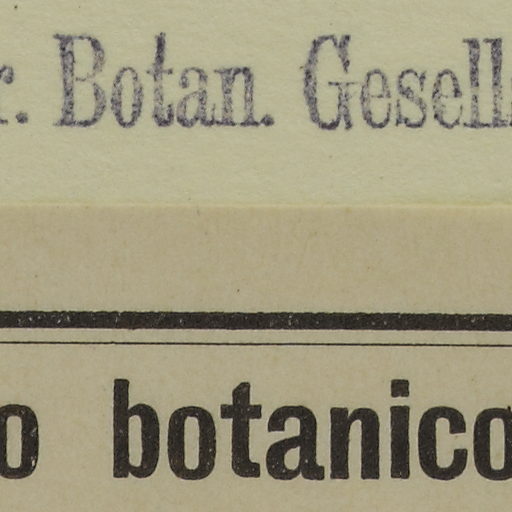 r. Botan. Gesell
o botanico